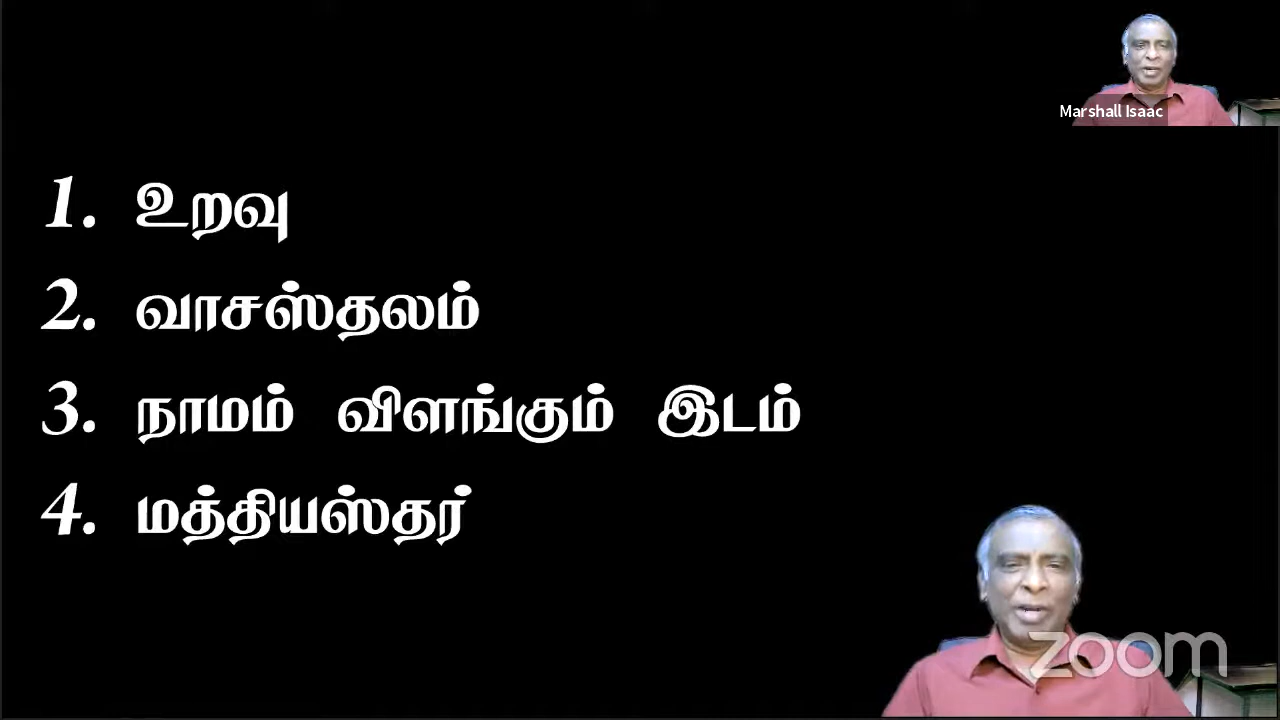 Marshall Isaac
1. உறவு
2. வாசஸ்தலம்
3. நாமம் விளங்கும் இடம்
4. மத்தியஸ்தர்
zoom